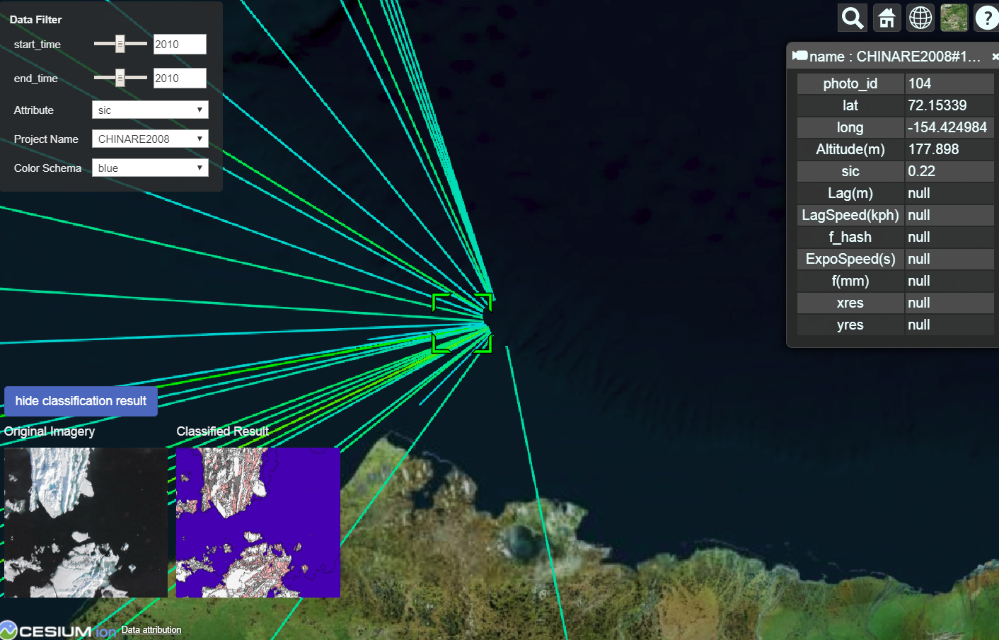 Data Filter
start_time 2010
end_time 2010
Attribute sic
Project Name CHINARE2008
Color Schema blue
?
name : CHINARE2008#1...
photo_id 104
lat 72.15339
long -154.424984
Altitude(m) 177.898
sic 0.22
Lag(m) null
LagSpeed(kph) null
f_hash null
ExpoSpeed(s) null
f(mm) null
xres null
yres null
hide classification result
Original Imagery Classified Result
CESIUM ion Data attribution